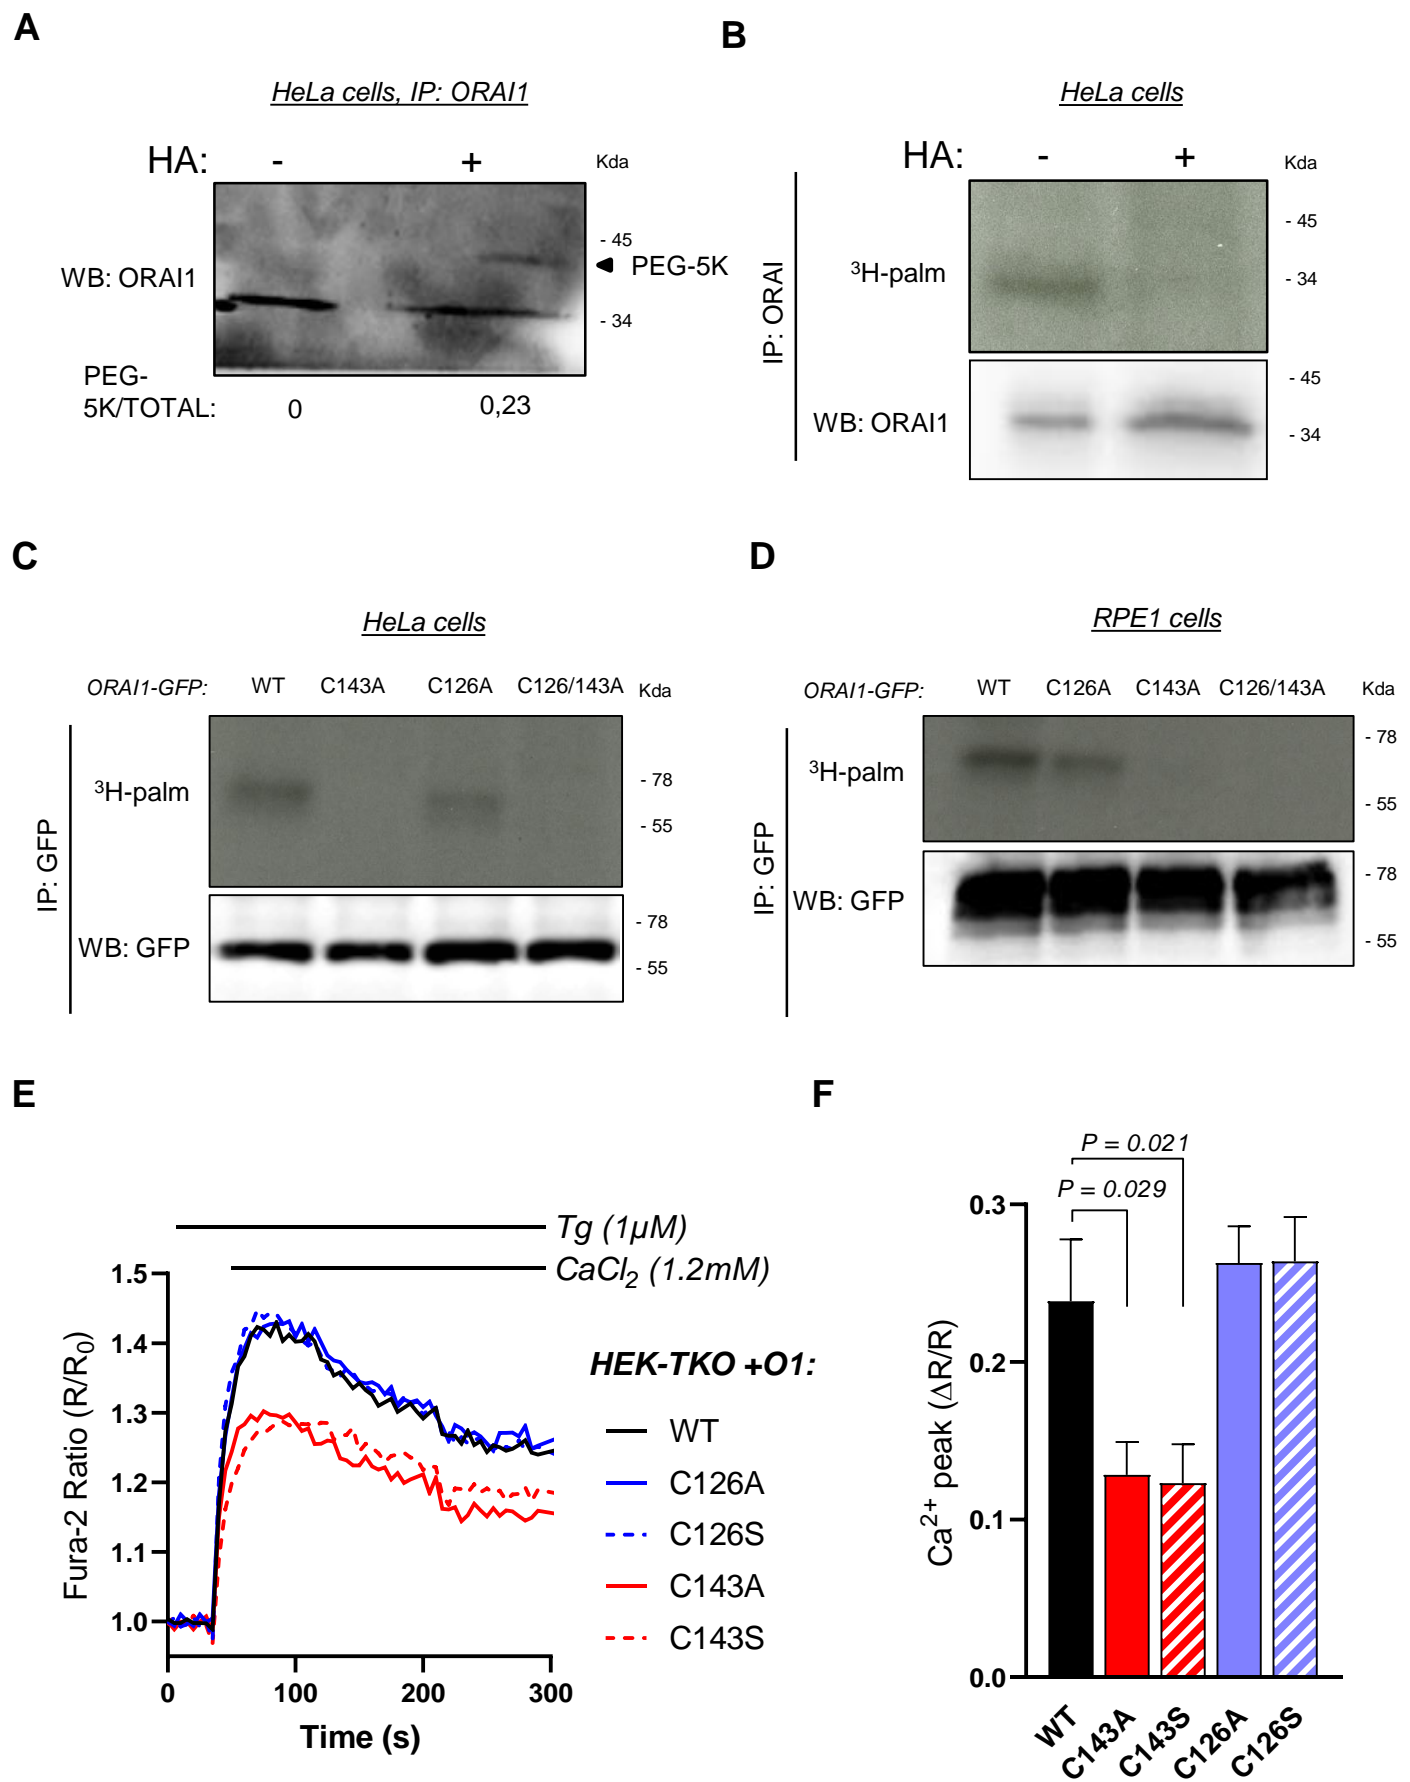 A
HeLa cells, IP: ORAI1
HA: - + Kda
WB: ORAI1
- 45
PEG-5K
- 34
PEG-
5K/TOTAL: 0 0,23
B
HeLa cells
HA: - + Kda
IP: ORAI
³H-palm
- 45
- 34
WB: ORAI1
- 45
- 34
C
HeLa cells
ORAI1-GFP: WT C143A C126A C126/143A Kda
IP: GFP
³H-palm
- 78
- 55
WB: GFP
- 78
- 55
D
RPE1 cells
ORAI1-GFP: WT C126A C143A C126/143A Kda
IP: GFP
³H-palm
- 78
- 55
WB: GFP
- 78
- 55
E
Tg (1µM)
CaCl₂ (1.2mM)
Fura-2 Ratio (R/R₀)
1.5
1.4
1.3
1.2
1.1
1.0
0 100 200 300
Time (s)
HEK-TKO +O1:
WT
C126A
C126S
C143A
C143S
F
P = 0.021
P = 0.029
Ca²⁺ peak (ΔR/R)
0.3
0.2
0.1
0.0
WT C143A C143S C126A C126S